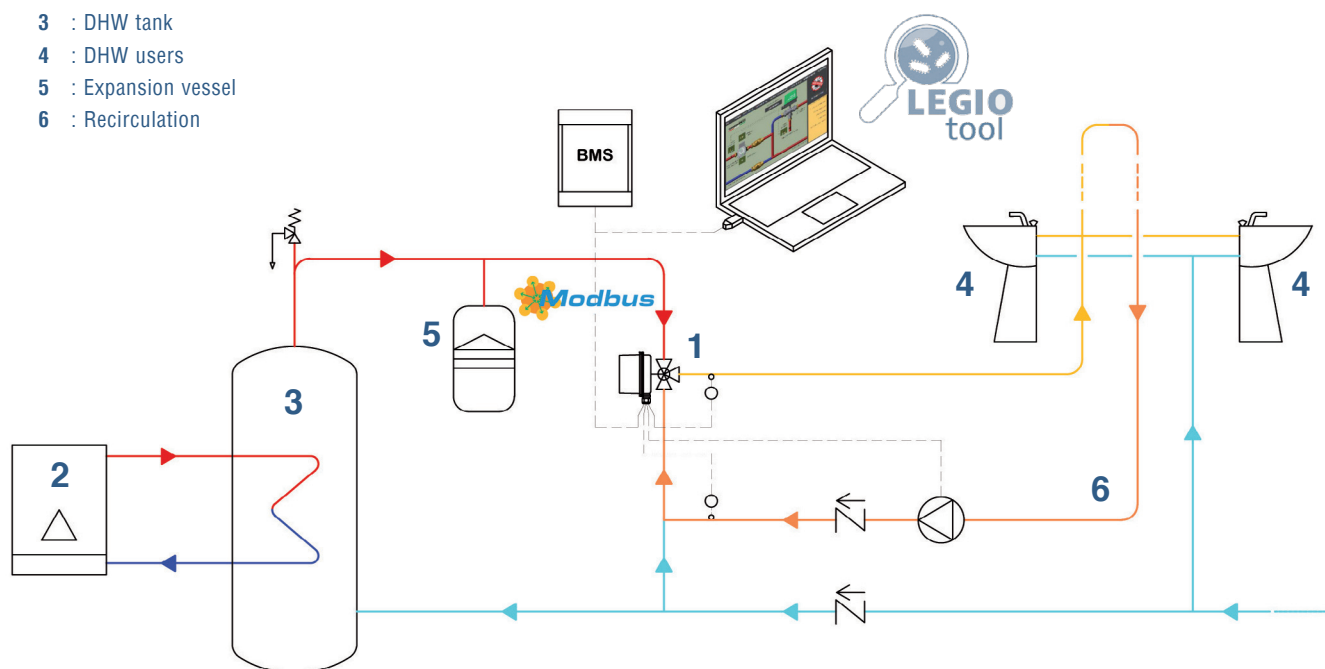 3 : DHW tank
4 : DHW users
5 : Expansion vessel
6 : Recirculation
LEGIO
tool
BMS
Modbus
4
4
5
1
3
2
6